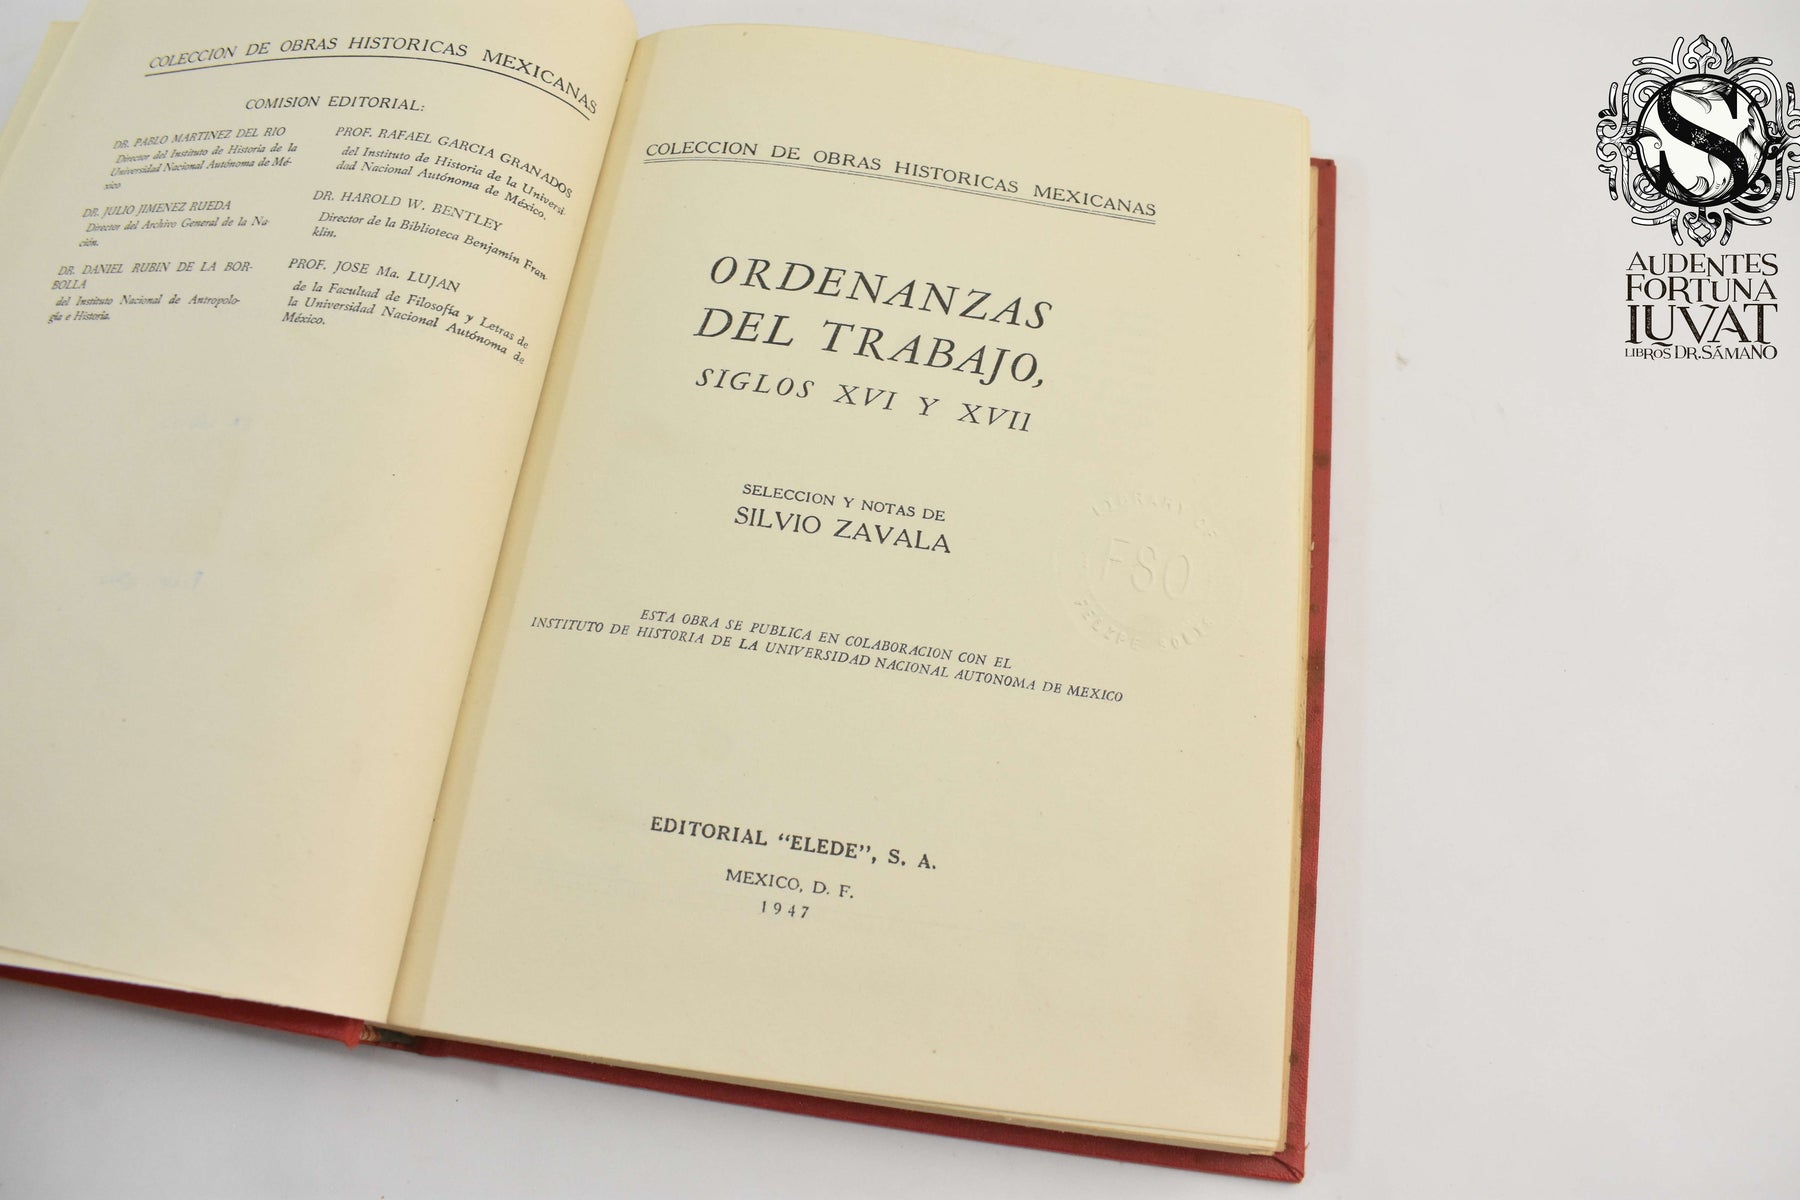 COLECCION DE OBRAS HISTORICAS MEXICANAS
COMISION EDITORIAL:
DR. PABLO MARTINEZ DEL RIO
Director del Instituto de Historia de la
Universidad Nacional Autónoma de Mé-
xico
DR. JULIO JIMENEZ RUEDA
Director del Archivo General de la Na-
ción.
DR. DANIEL RUBIN DE LA BOR-
BOLLA
del Instituto Nacional de Antropolo-
gía e Historia.
PROF. RAFAEL GARCIA GRANADOS
del Instituto de Historia de la Universi-
dad Nacional Autónoma de México.
DR. HAROLD W. BENTLEY
Director de la Biblioteca Benjamín Fran-
klin.
PROF. JOSE Ma. LUJAN
de la Facultad de Filosofía y Letras de
la Universidad Nacional Autónoma de
México.
COLECCION DE OBRAS HISTORICAS MEXICANAS
ORDENANZAS
DEL TRABAJO,
SIGLOS XVI Y XVII
SELECCION Y NOTAS DE
SILVIO ZAVALA
LIBRARY OF
FSO
FELIPE SOLIS
ESTA OBRA SE PUBLICA EN COLABORACION CON EL
INSTITUTO DE HISTORIA DE LA UNIVERSIDAD NACIONAL AUTONOMA DE MEXICO
EDITORIAL "ELEDE", S. A.
MEXICO, D. F.
1947
S
AUDENTES
FORTUNA
IUVAT
LIBROS DR. SÁMANO